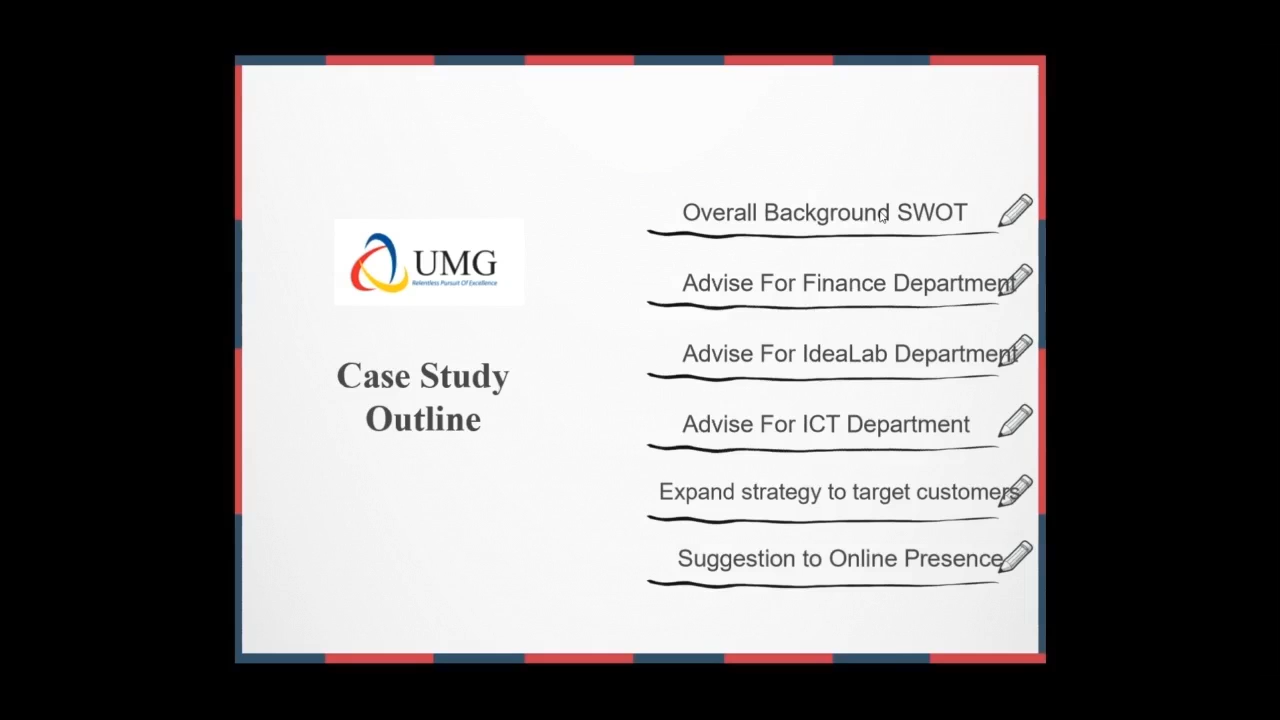 UMG
Relentless Pursuit Of Excellence
Case Study
Outline
Overall Background SWOT
Advise For Finance Department
Advise For IdeaLab Department
Advise For ICT Department
Expand strategy to target customers
Suggestion to Online Presence